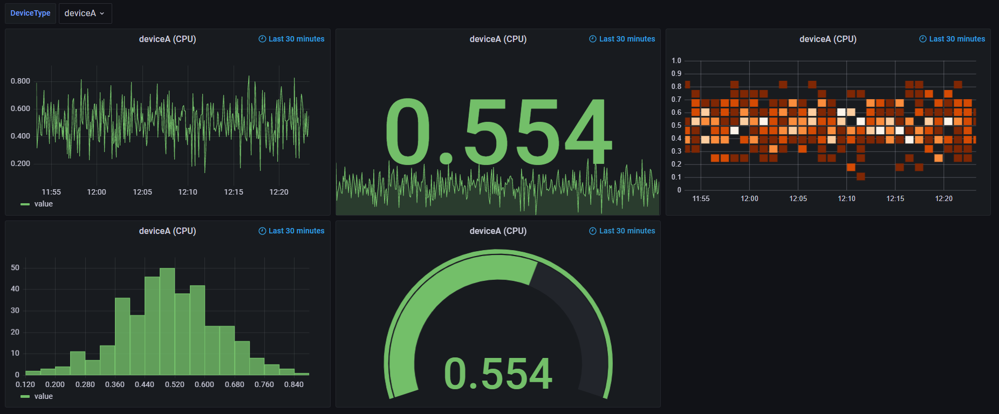 DeviceType deviceA
deviceA (CPU) Last 30 minutes
0.800
0.600
0.400
0.200
11:55 12:00 12:05 12:10 12:15 12:20
value
deviceA (CPU) Last 30 minutes
0.554
deviceA (CPU) Last 30 minutes
1.0
0.9
0.8
0.7
0.6
0.5
0.4
0.3
0.2
0.1
0
11:55 12:00 12:05 12:10 12:15 12:20
deviceA (CPU) Last 30 minutes
50
40
30
20
10
0
0.120 0.200 0.280 0.360 0.440 0.520 0.600 0.680 0.760 0.840
value
deviceA (CPU) Last 30 minutes
0.554